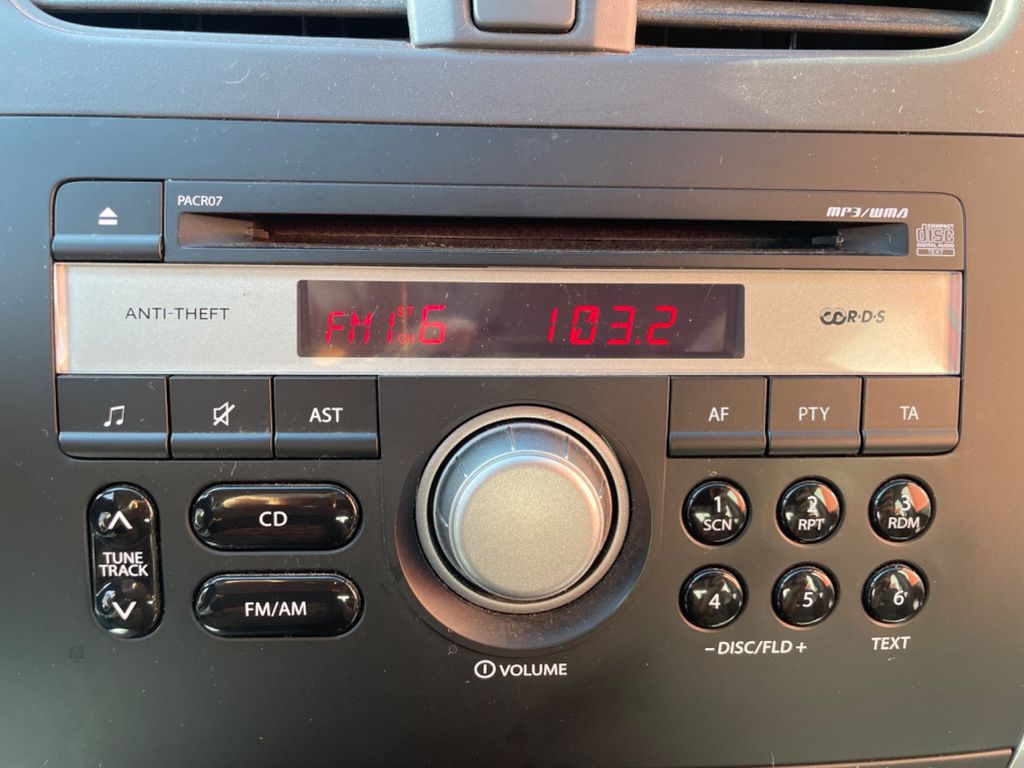 PACR07
MP3/WMA
COMPACT
disc
DIGITAL AUDIO
TEXT
ANTI-THEFT
FM1 ST CH 6 103.2
R·D·S
AST
AF
PTY
TA
1
SCN
2
RPT
3
RDM
CD
TUNE
TRACK
FM/AM
4
5
6
– DISC/FLD +
TEXT
VOLUME